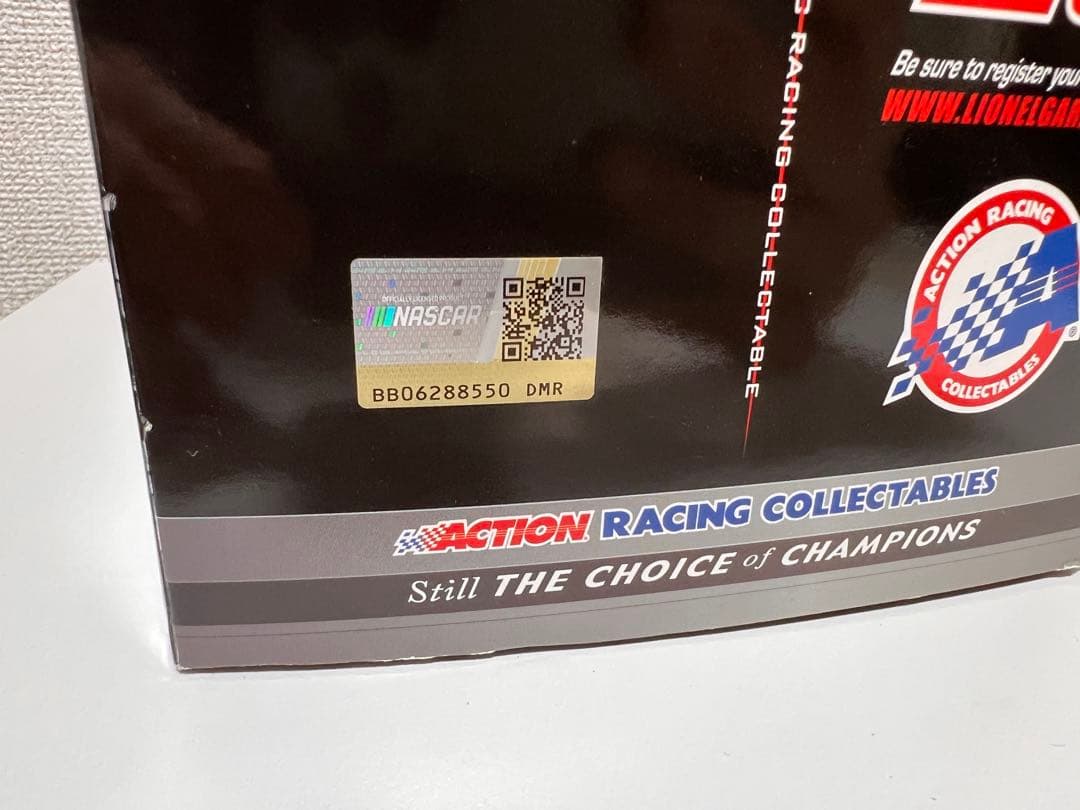 Be sure to register your
WWW.LIONELGAR
RACING COLLECTABLE
ACTION RACING
COLLECTABLES
®
OFFICIALLY LICENSED PRODUCT
NASCAR
BB06288550 DMR
ACTION RACING COLLECTABLES
Still THE CHOICE of CHAMPIONS